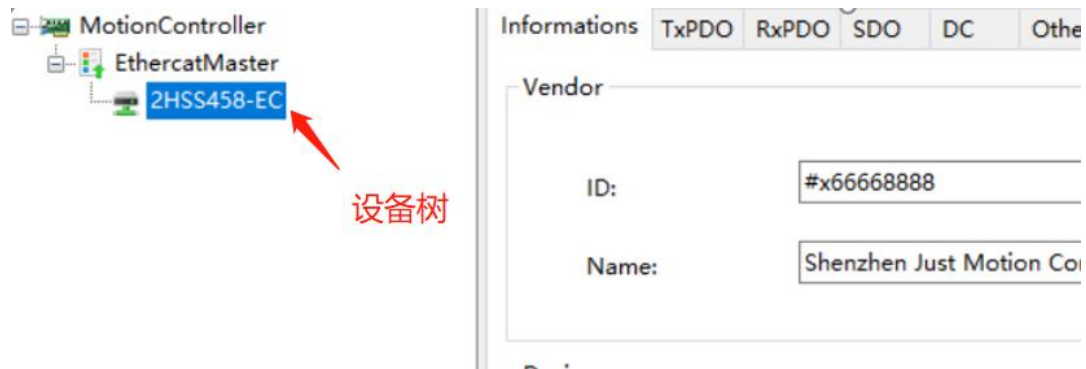 MotionController
EthercatMaster
2HSS458-EC
设备树
Informations TxPDO RxPDO SDO DC
Vendor
ID: #x66668888
Name: Shenzhen Just Motion